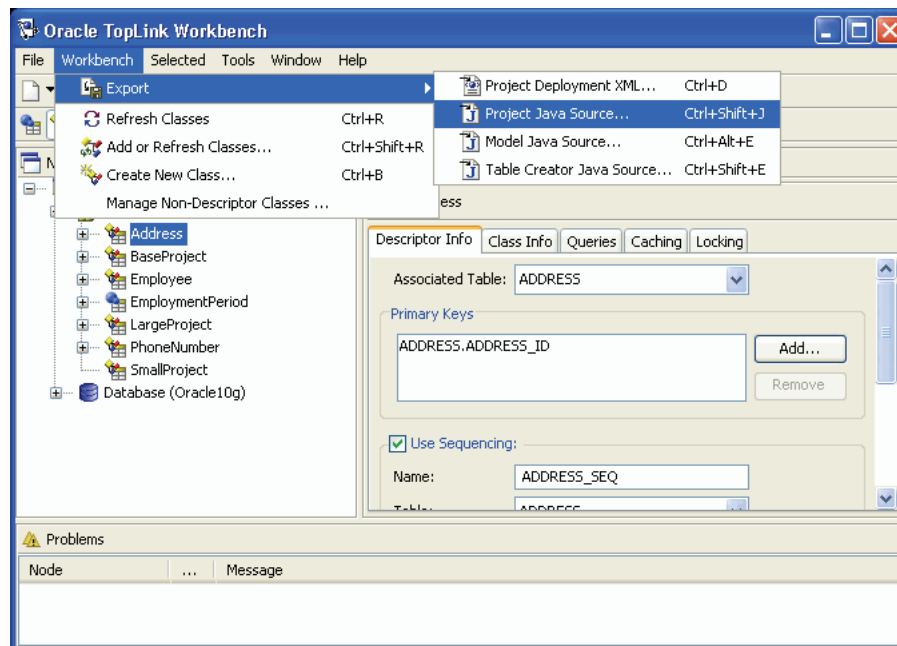 Oracle TopLink Workbench
File Workbench Selected Tools Window Help
Export
Project Deployment XML... Ctrl+D
Project Java Source... Ctrl+Shift+J
Model Java Source... Ctrl+Alt+E
Table Creator Java Source... Ctrl+Shift+E
Refresh Classes Ctrl+R
Add or Refresh Classes... Ctrl+Shift+R
Create New Class... Ctrl+B
Manage Non-Descriptor Classes ...
N
ess
Address
BaseProject
Employee
EmploymentPeriod
LargeProject
PhoneNumber
SmallProject
Database (Oracle10g)
Descriptor Info Class Info Queries Caching Locking
Associated Table: ADDRESS
Primary Keys
ADDRESS.ADDRESS_ID
Add...
Remove
Use Sequencing:
Name: ADDRESS_SEQ
Table: ADDRESS
Problems
Node ... Message